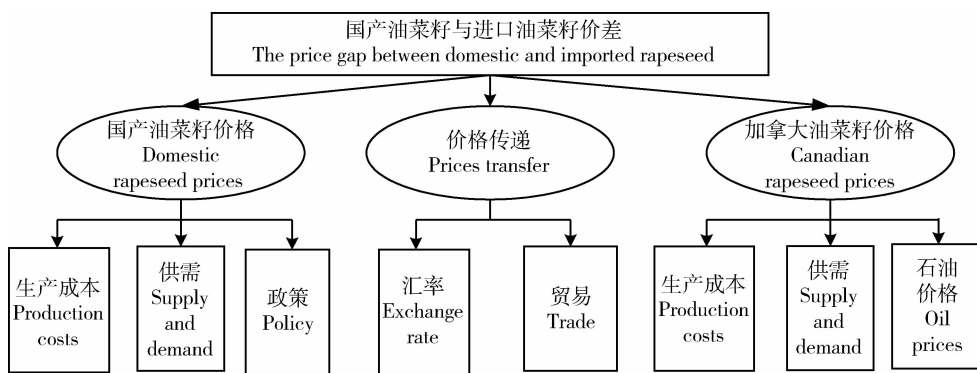 国产油菜籽与进口油菜籽价差
The price gap between domestic and imported rapeseed
国产油菜籽价格
Domestic
rapeseed prices
价格传递
Prices transfer
加拿大油菜籽价格
Canadian
rapeseed prices
生产成本
Production
costs
供需
Supply
and
demand
政策
Policy
汇率
Exchange
rate
贸易
Trade
生产成本
Production
costs
供需
Supply
and
demand
石油
价格
Oil
prices